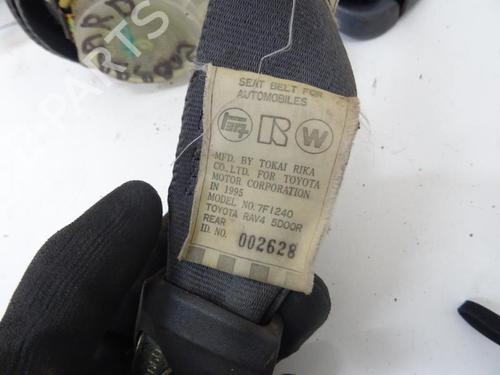 SEAT BELT FOR
AUTOMOBILES
R W
MFD. BY TOKAI RIKA
CO., LTD. FOR TOYOTA
MOTOR CORPORATION
IN 1995
MODEL NO. 7F1240
TOYOTA RAV4 5DOOR
REAR
ID. NO. 002628